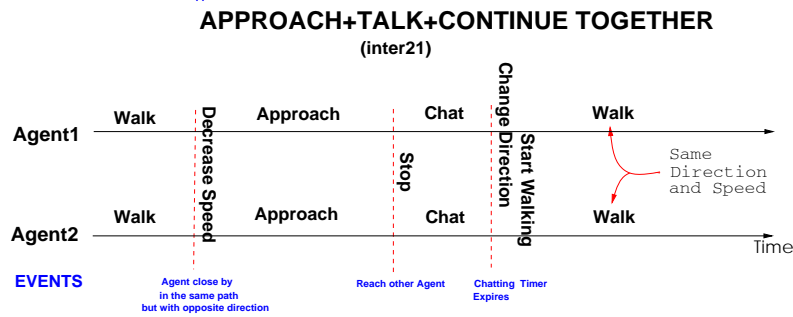 APPROACH+TALK+CONTINUE TOGETHER
(inter21)
Agent1
Walk
Decrease Speed
Approach
Stop
Chat
Change Direction
Start Walking
Walk
Same
Direction
and Speed
Agent2
Walk
Approach
Chat
Walk
Time
EVENTS
Agent close by
in the same path
but with opposite direction
Reach other Agent
Chatting Timer
Expires